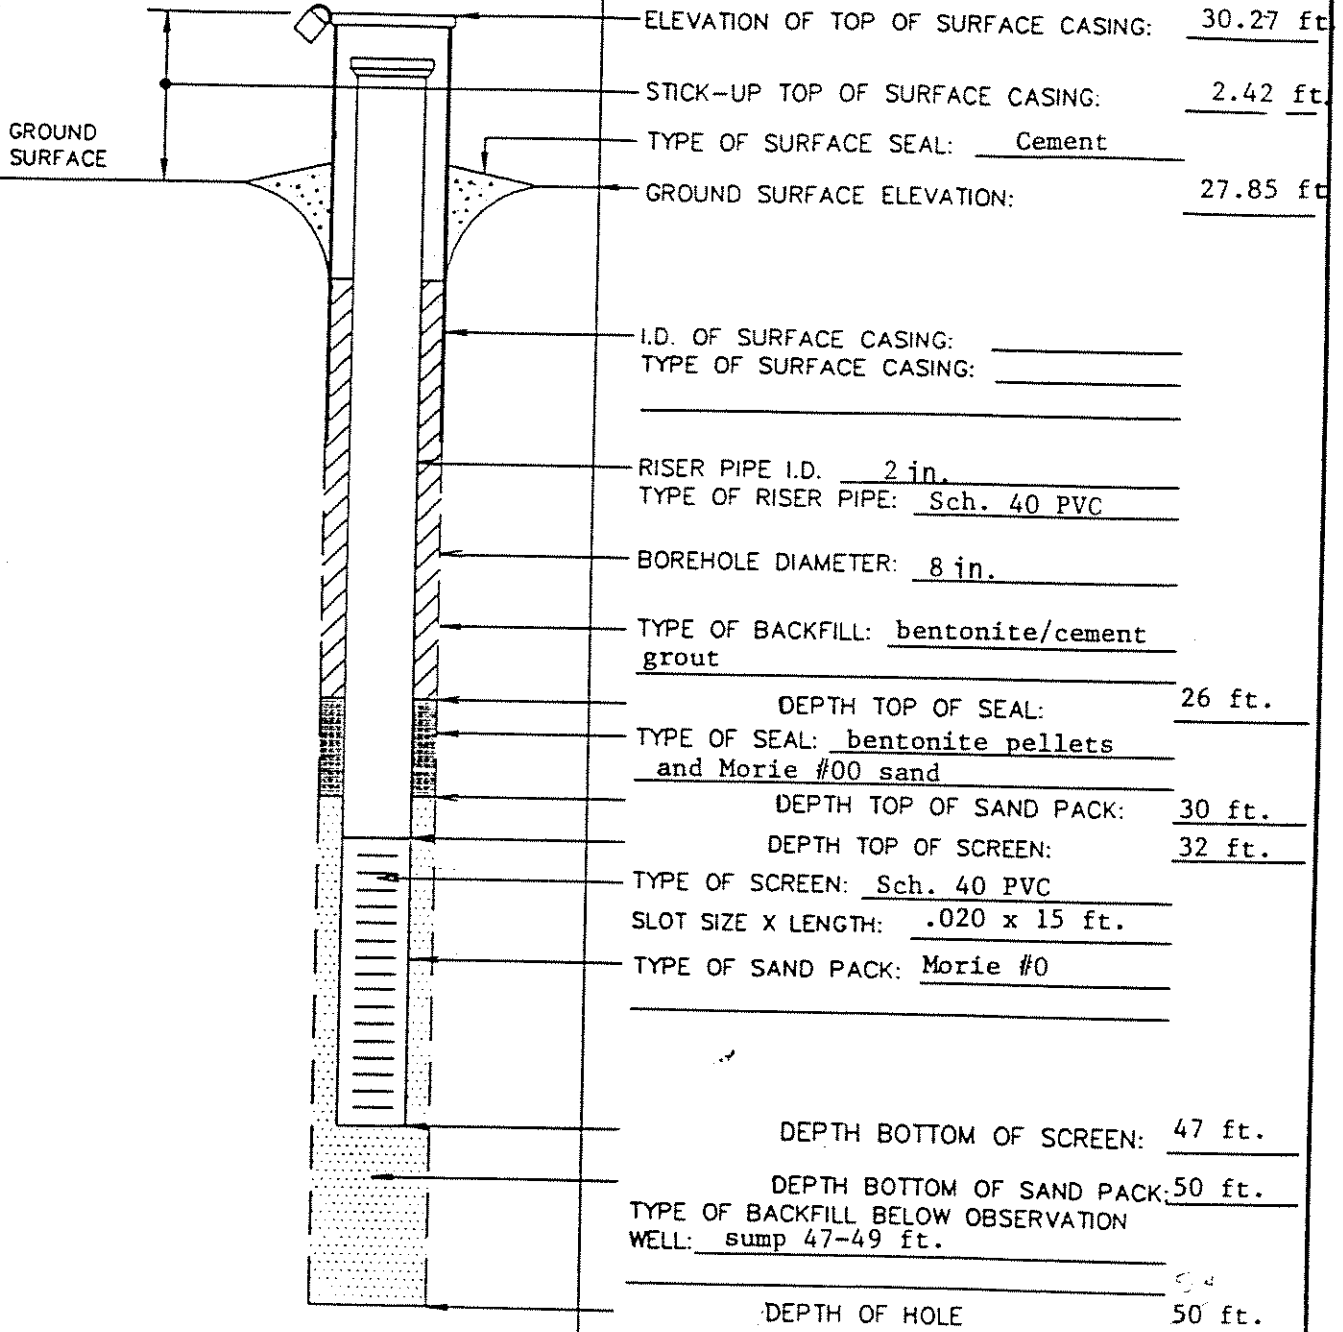 ELEVATION OF TOP OF SURFACE CASING: 30.27 ft
STICK-UP TOP OF SURFACE CASING: 2.42 ft.
GROUND
SURFACE
TYPE OF SURFACE SEAL: Cement
GROUND SURFACE ELEVATION: 27.85 ft
I.D. OF SURFACE CASING:
TYPE OF SURFACE CASING:
RISER PIPE I.D. 2 in.
TYPE OF RISER PIPE: Sch. 40 PVC
BOREHOLE DIAMETER: 8 in.
TYPE OF BACKFILL: bentonite/cement
grout
DEPTH TOP OF SEAL: 26 ft.
TYPE OF SEAL: bentonite pellets
and Morie #00 sand
DEPTH TOP OF SAND PACK: 30 ft.
DEPTH TOP OF SCREEN: 32 ft.
TYPE OF SCREEN: Sch. 40 PVC
SLOT SIZE X LENGTH: .020 x 15 ft.
TYPE OF SAND PACK: Morie #0
DEPTH BOTTOM OF SCREEN: 47 ft.
DEPTH BOTTOM OF SAND PACK: 50 ft.
TYPE OF BACKFILL BELOW OBSERVATION
WELL: sump 47-49 ft.
DEPTH OF HOLE 50 ft.